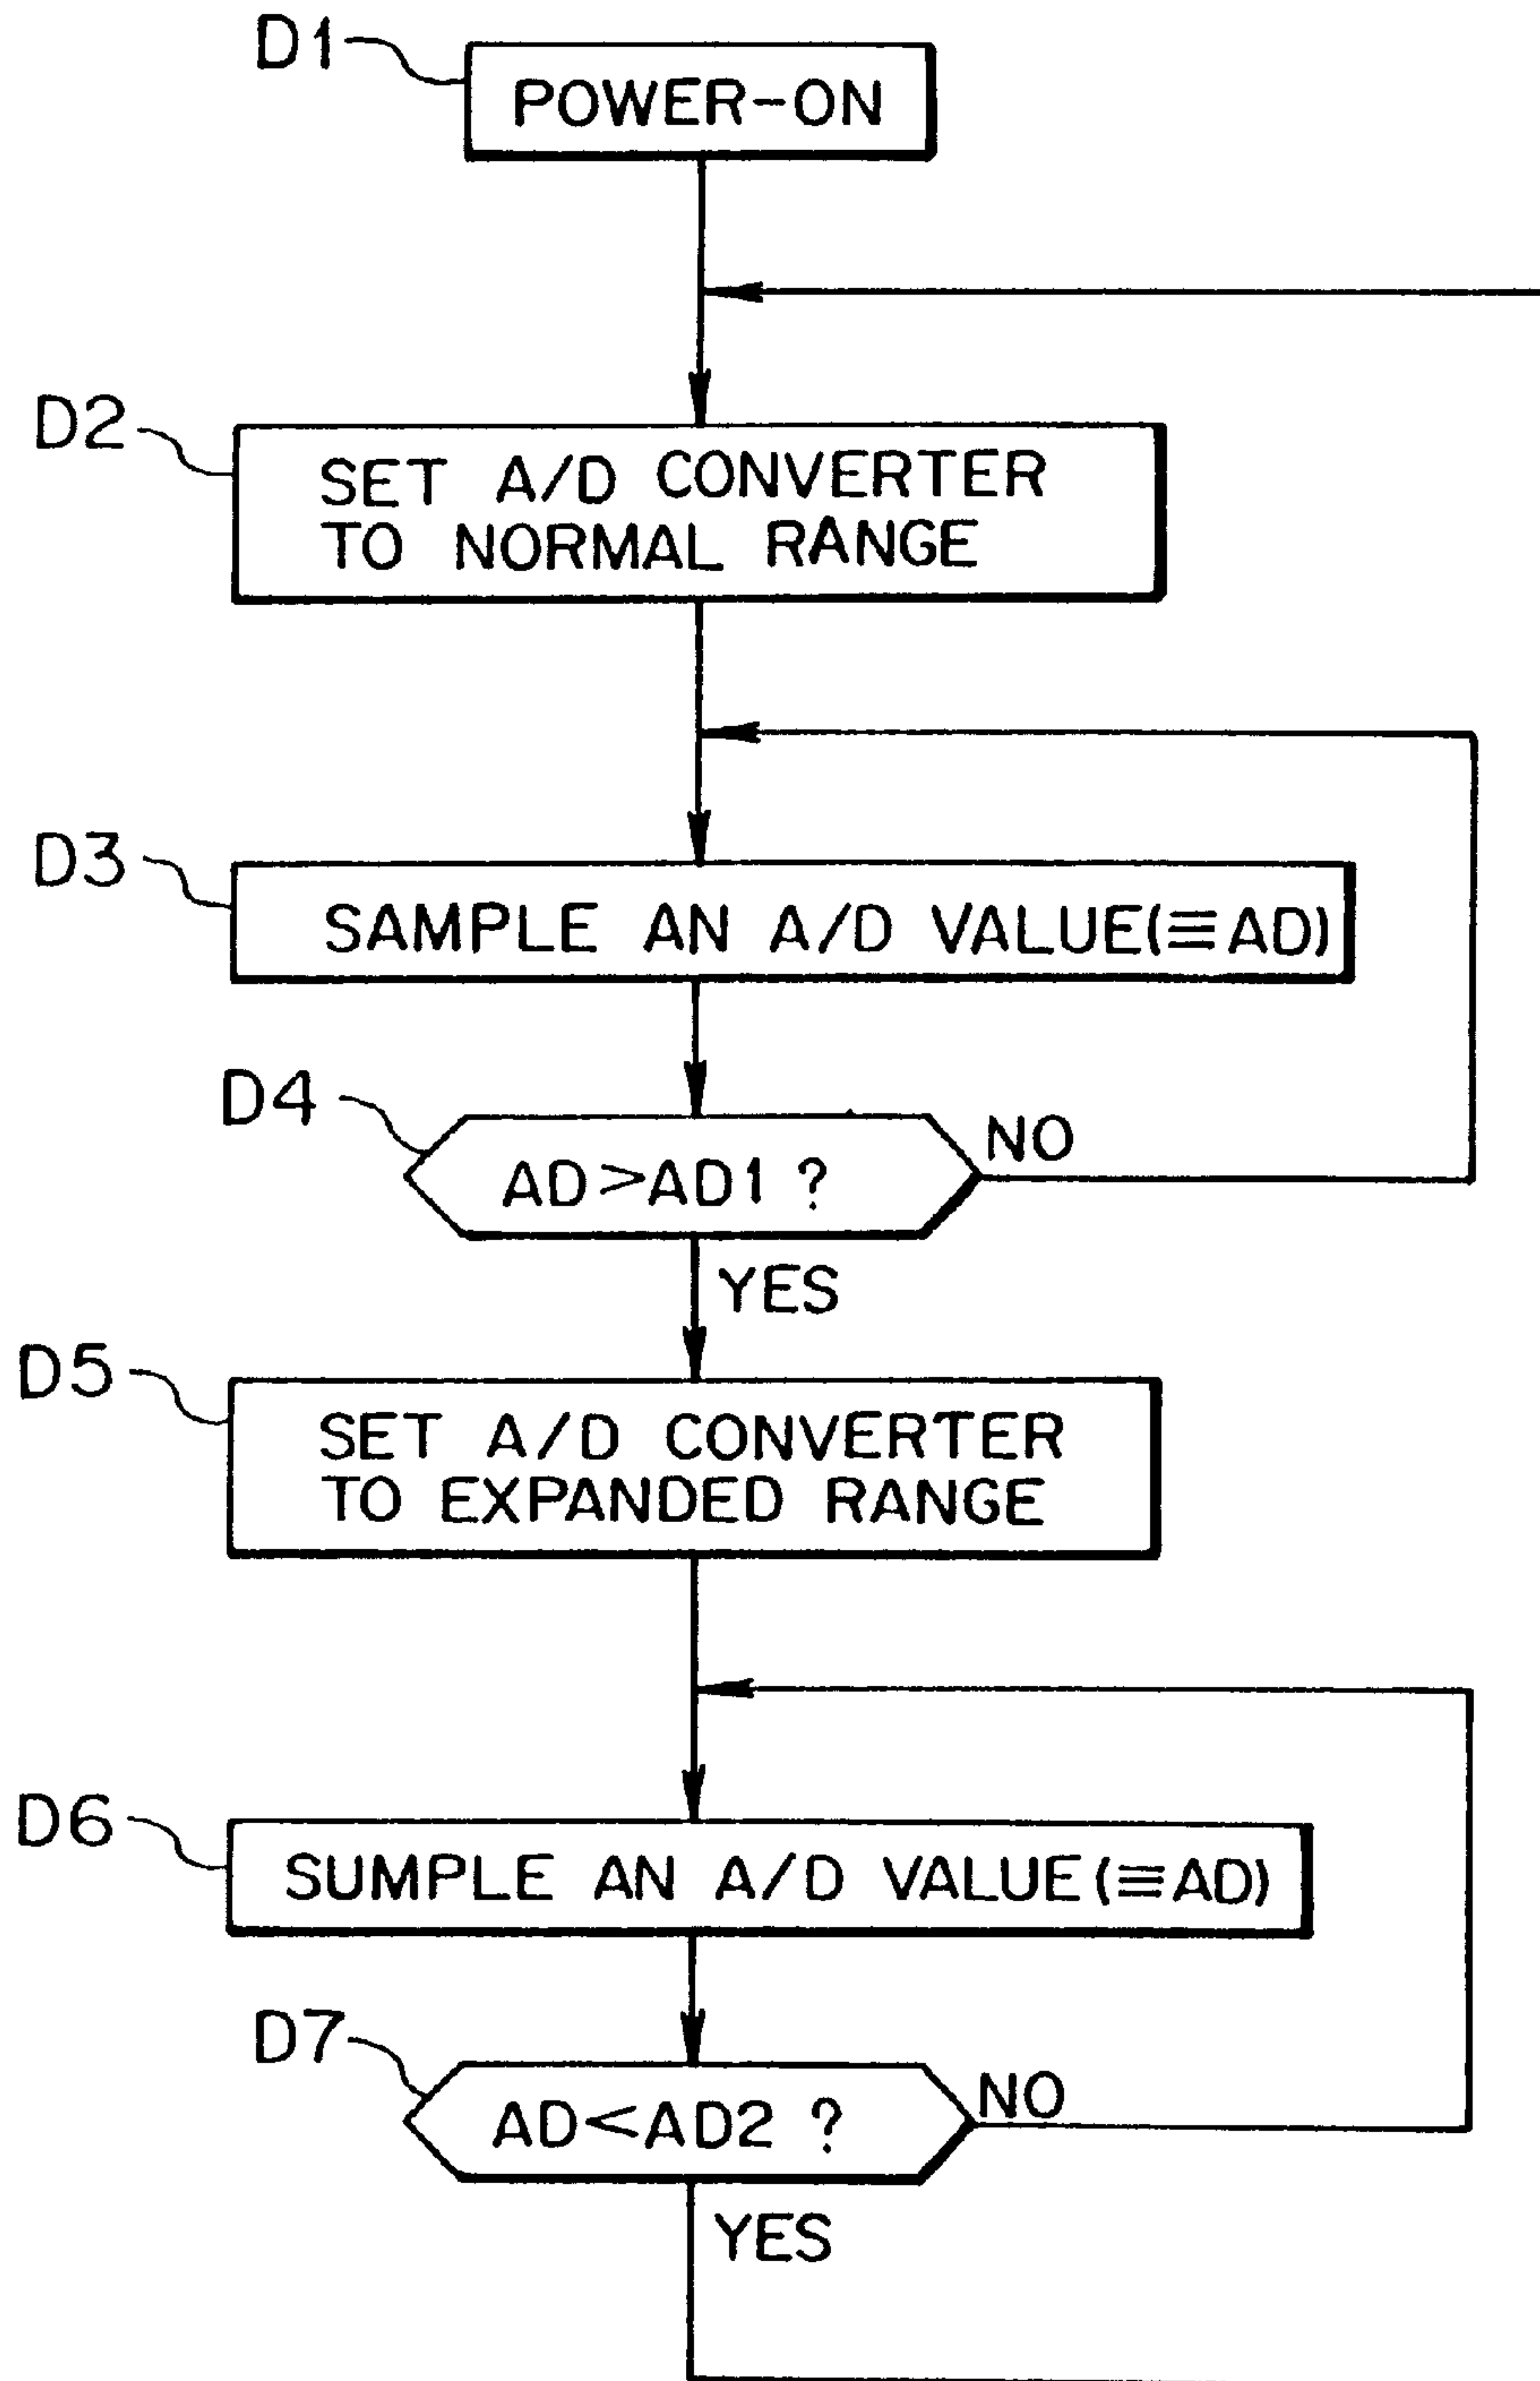 D1
POWER-ON
D2
SET A/D CONVERTER
TO NORMAL RANGE
D3
SAMPLE AN A/D VALUE(≡AD)
D4
AD>AD1 ?
NO
YES
D5
SET A/D CONVERTER
TO EXPANDED RANGE
D6
SUMPLE AN A/D VALUE(≡AD)
D7
AD<AD2 ?
NO
YES